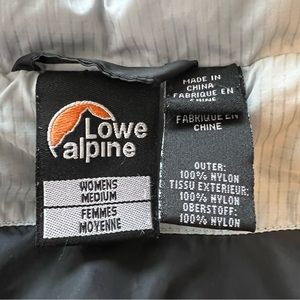 Lowe
alpine
WOMENS
MEDIUM
FEMMES
MOYENNE
MADE IN
CHINA
FABRIQUE EN
CHINE
FABRIQUE EN
CHINE
OUTER:
100% NYLON
TISSU EXTERIEUR:
100% NYLON
OBERSTOFF:
100% NYLON